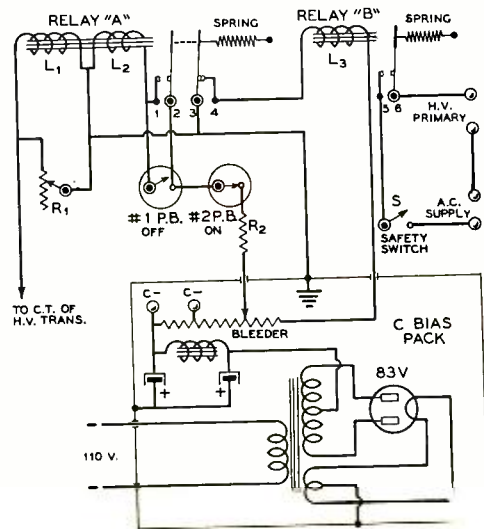 RELAY "A"
SPRING
RELAY "B"
SPRING
L1
L2
L3
1 2 3 4
5 6
H.V.
PRIMARY
R1
#1 P.B.
OFF
#2 P.B.
ON
R2
S
SAFETY
SWITCH
A.C.
SUPPLY
TO C.T. OF
H.V. TRANS.
C-
C-
BLEEDER
C BIAS
PACK
+
+
83V
110 V.